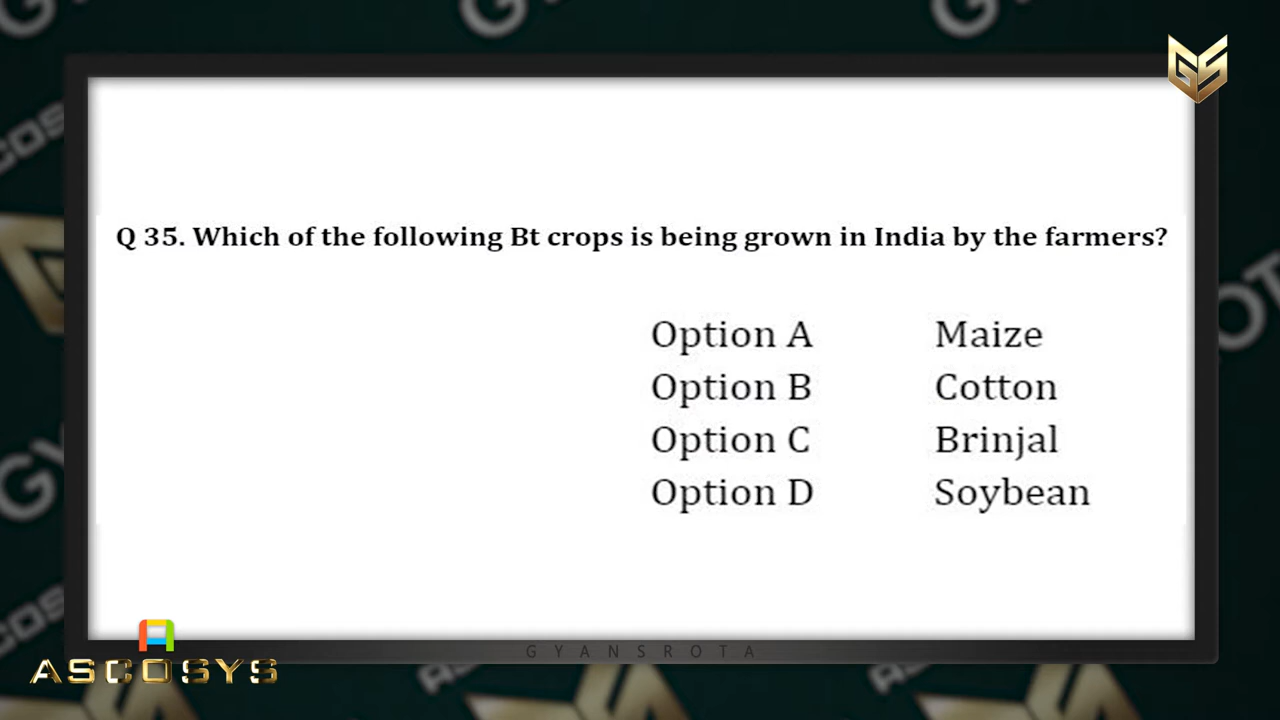 GS
Q 35. Which of the following Bt crops is being grown in India by the farmers?
Option A Maize
Option B Cotton
Option C Brinjal
Option D Soybean
GYANSROTA
ASCOSYS